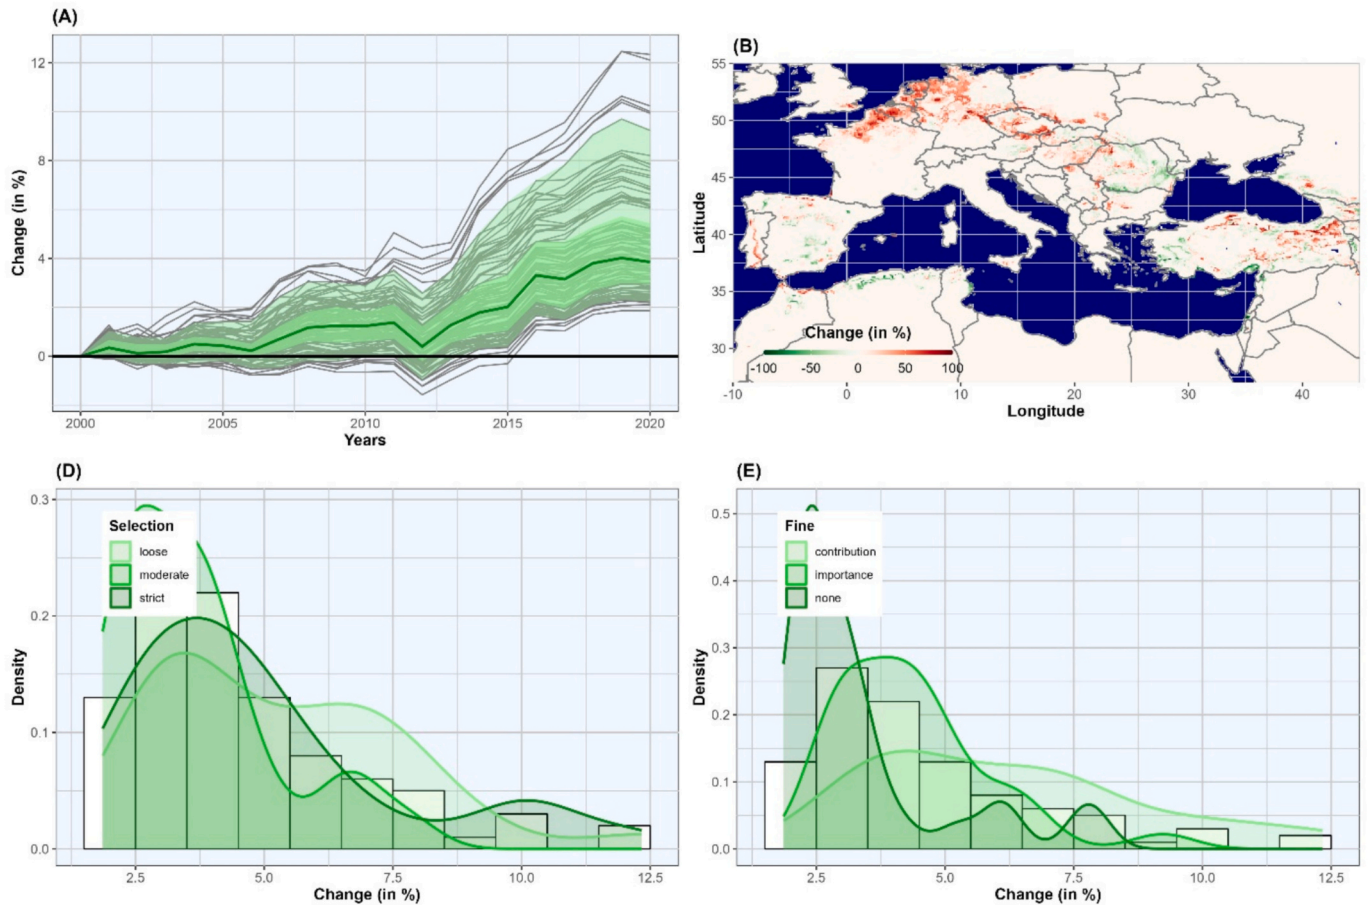 (A)
12
8
4
0
Change (in %)
2000 2005 2010 2015 2020
Years
(B)
55
50
45
40
35
30
Latitude
Change (in %)
-100 -50 0 50 100
-10 0 10 20 30 40
Longitude
(D)
0.3
0.2
0.1
0.0
Density
Selection
loose
moderate
strict
2.5 5.0 7.5 10.0 12.5
Change (in %)
(E)
0.5
0.4
0.3
0.2
0.1
0.0
Density
Fine
contribution
importance
none
2.5 5.0 7.5 10.0 12.5
Change (in %)